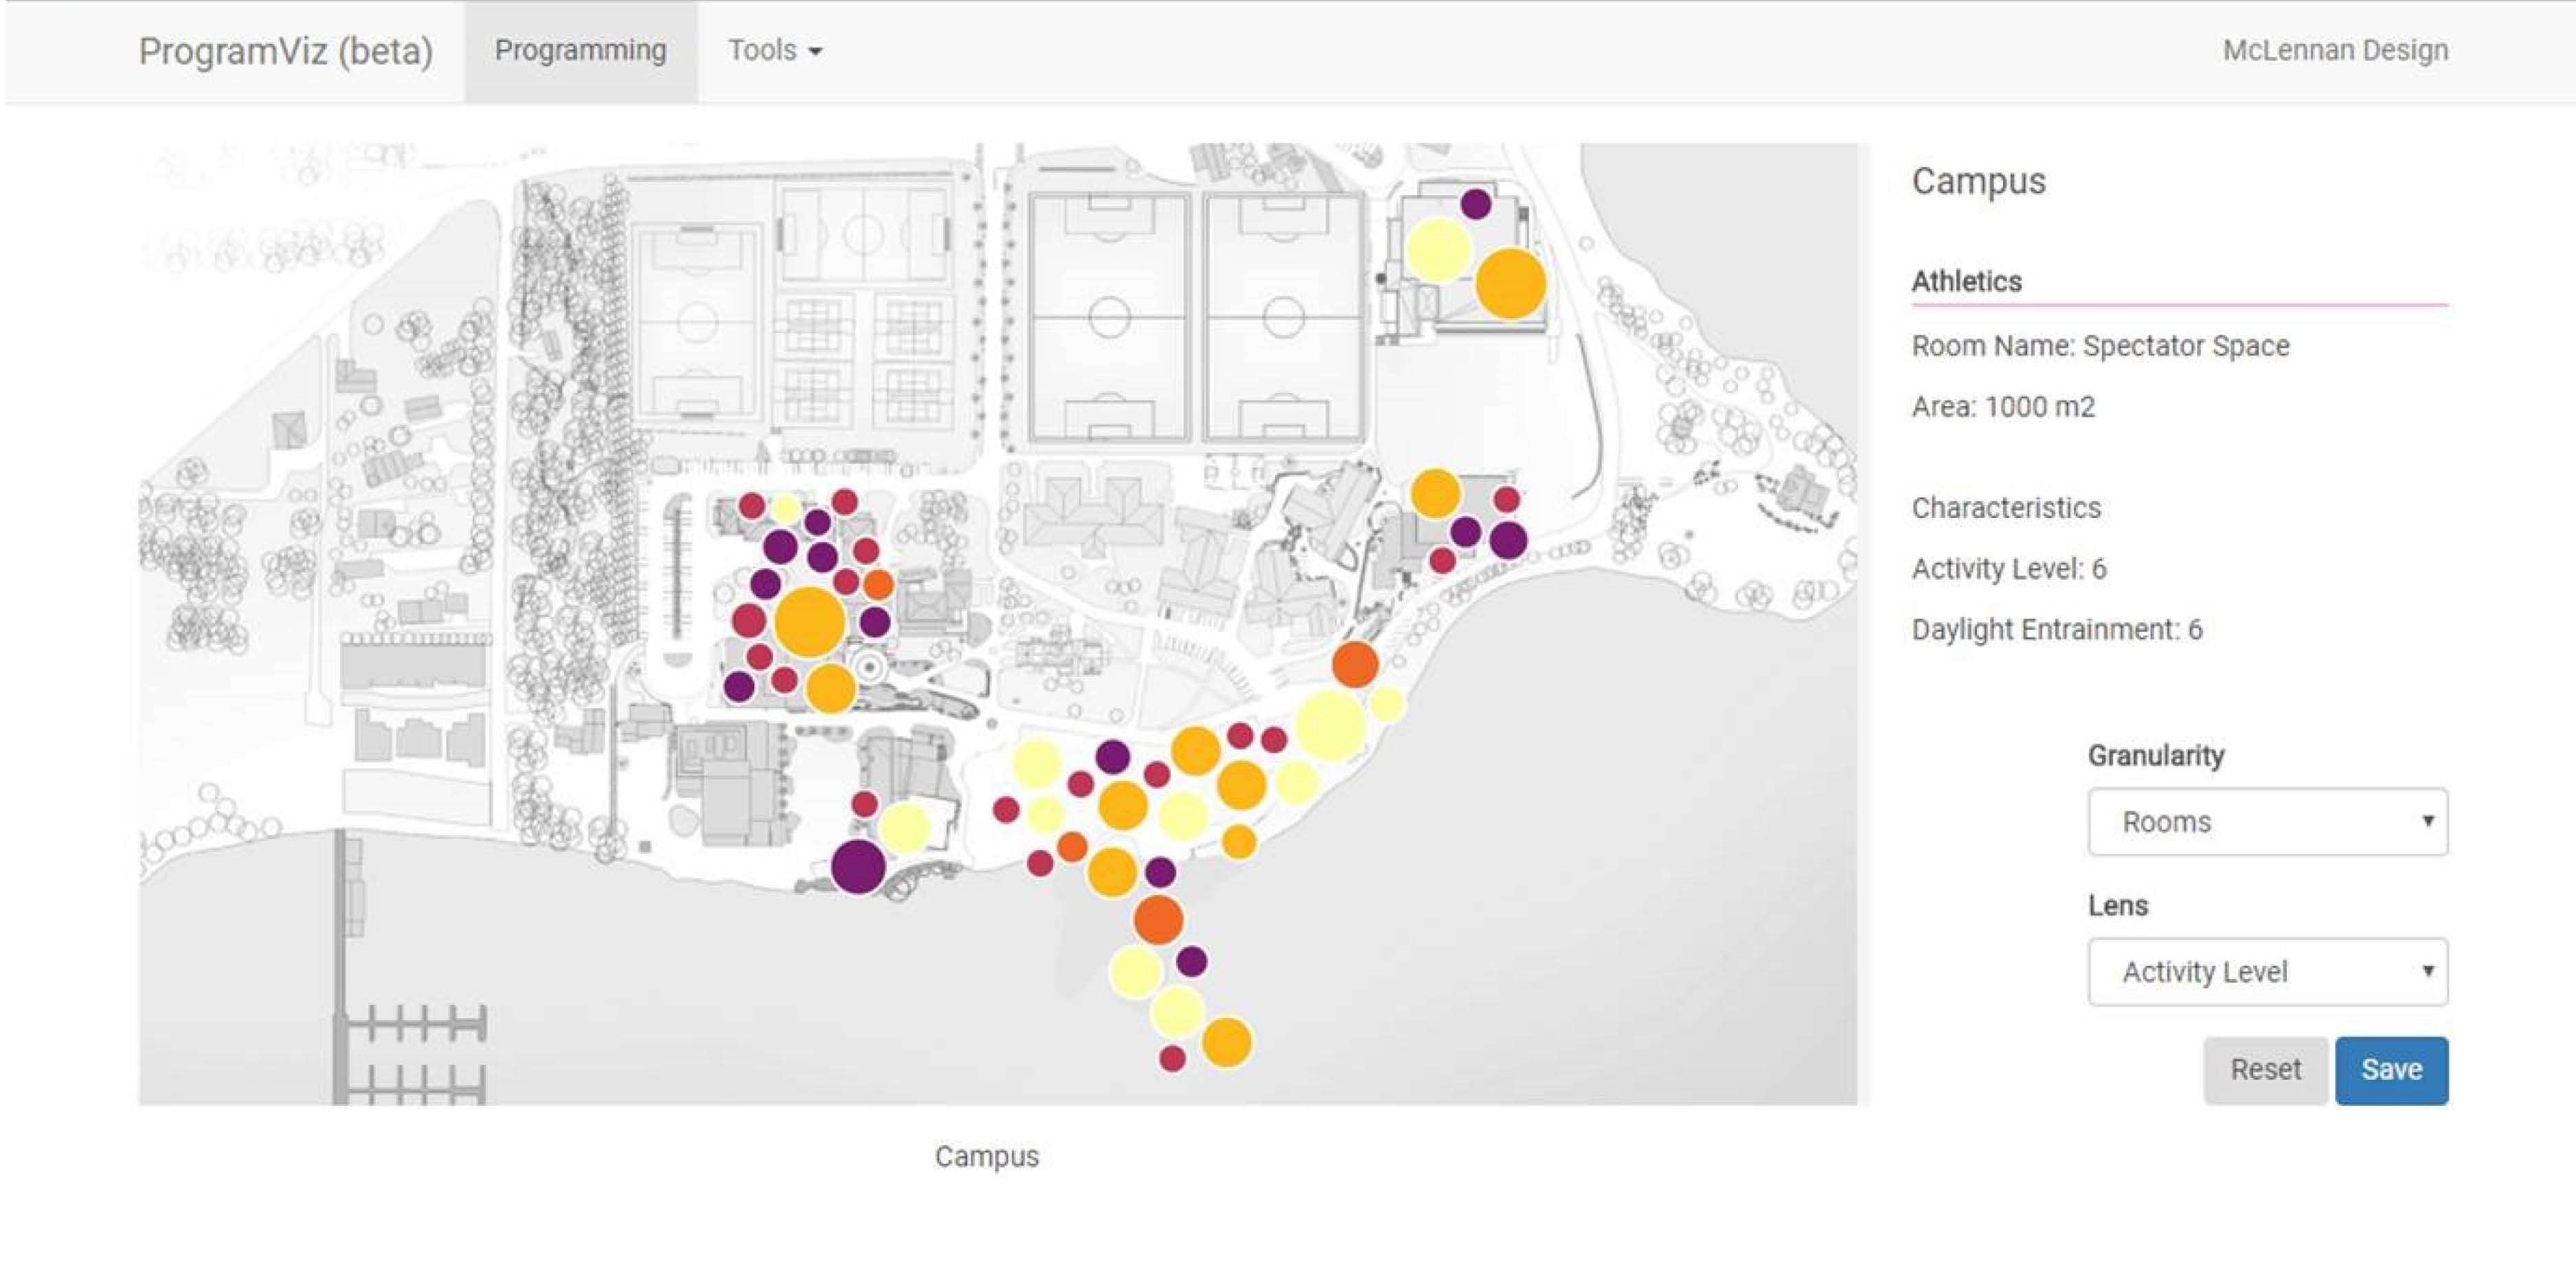 ProgramViz (beta)
Programming
Tools
McLennan Design
Campus
Athletics
Room Name: Spectator Space
Area: 1000 m2
Characteristics
Activity Level: 6
Daylight Entrainment: 6
Granularity
Rooms
Lens
Activity Level
Reset
Save
Campus